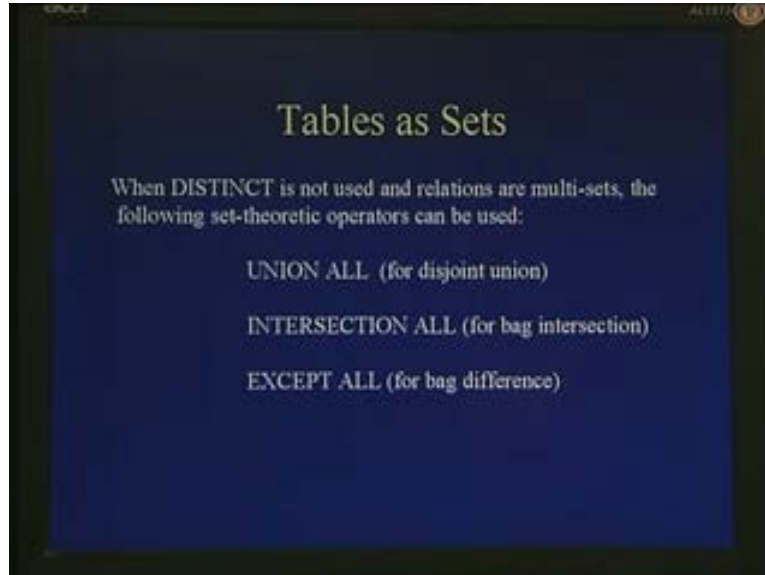 Tables as Sets
When DISTINCT is not used and relations are multi-sets, the
following set-theoretic operators can be used:
UNION ALL (for disjoint union)
INTERSECTION ALL (for bag intersection)
EXCEPT ALL (for bag difference)